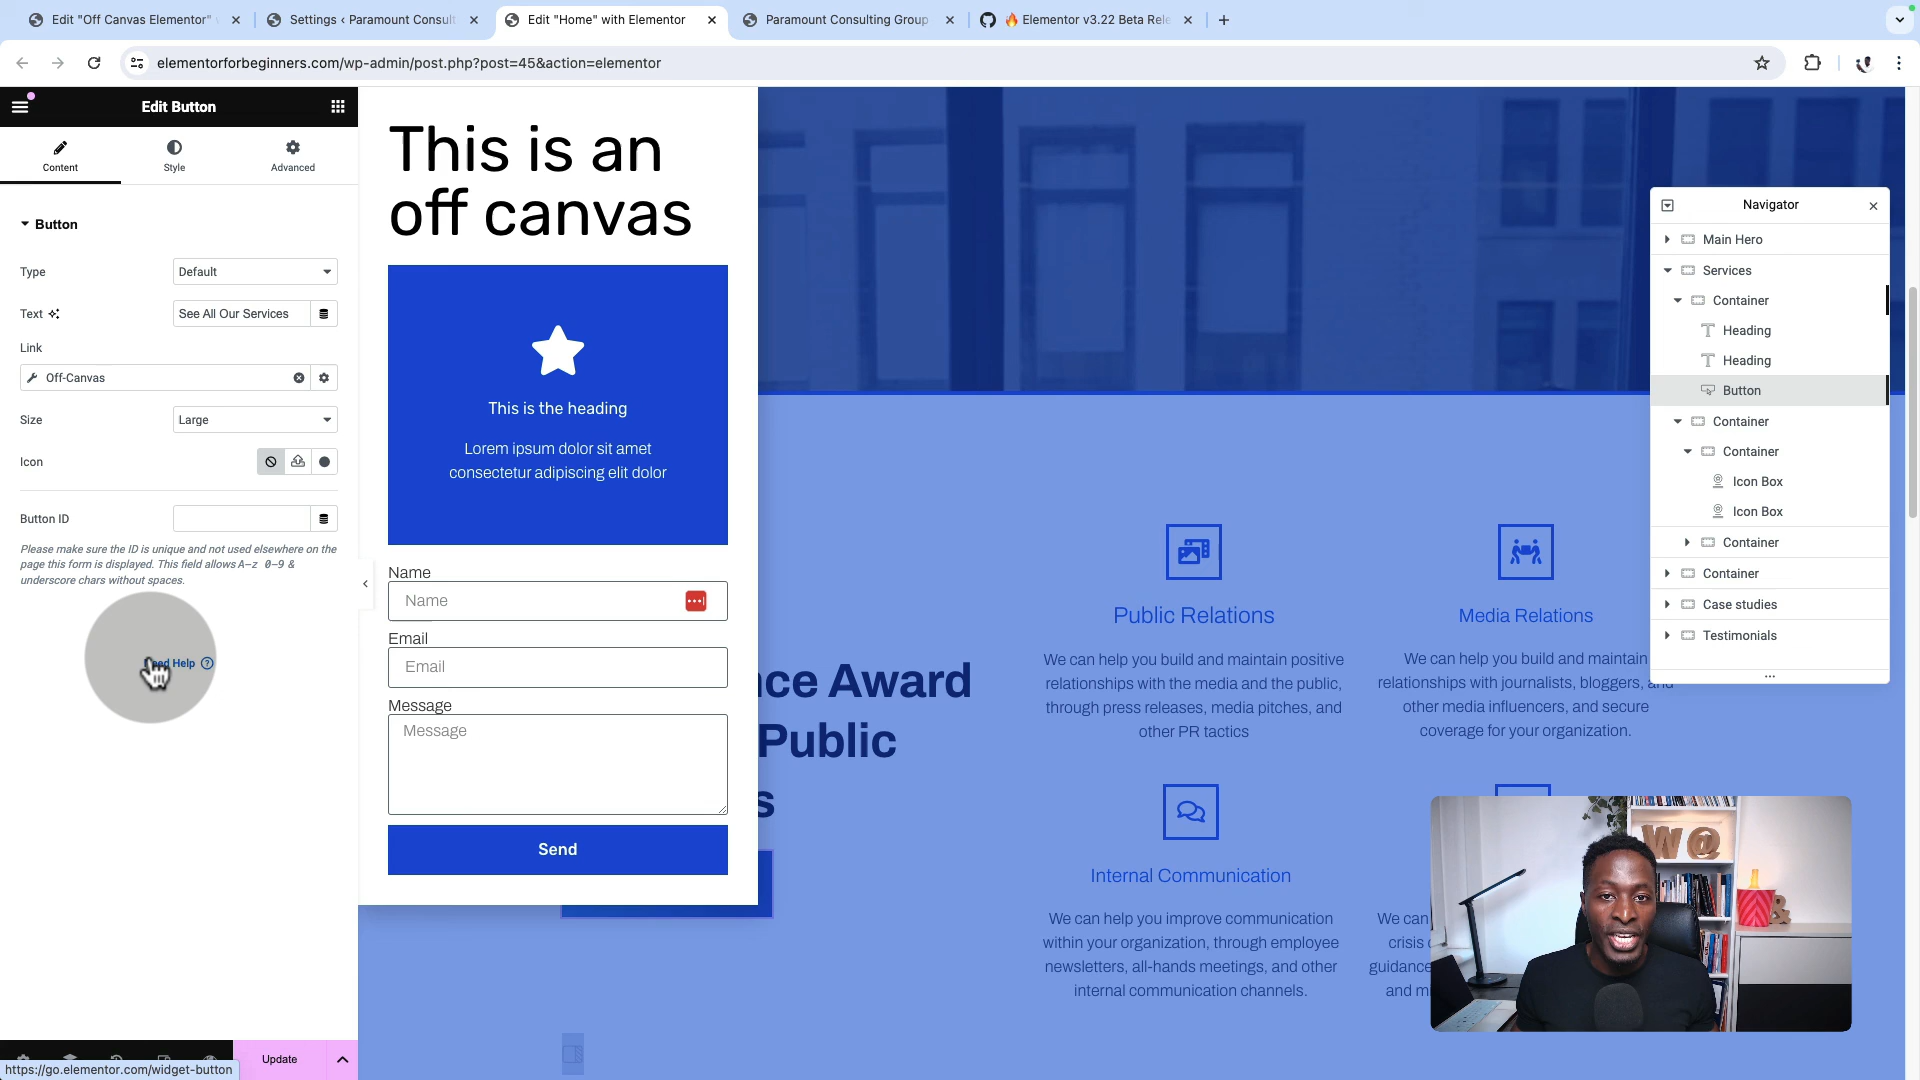 Edit "Off Canvas Elementor"
Settings ‹ Paramount Consult
Edit "Home" with Elementor
Paramount Consulting Group
🔥 Elementor v3.22 Beta Rele
elementorforbeginners.com/wp-admin/post.php?post=45&action=elementor
Edit Button
Content
Style
Advanced
Button
Type
Default
Text
See All Our Services
Link
Off-Canvas
Size
Large
Icon
Button ID
Please make sure the ID is unique and not used elsewhere on the
page this form is displayed. This field allows A-z 0-9 &
underscore chars without spaces.
Help
Update
https://go.elementor.com/widget-button
This is an
off canvas
This is the heading
Lorem ipsum dolor sit amet
consectetur adipiscing elit dolor
Name
Name
Email
Email
Message
Message
Send
Award
Public
Public Relations
We can help you build and maintain positive
relationships with the media and the public,
through press releases, media pitches, and
other PR tactics
Media Relations
We can help you build and maintain
relationships with journalists, bloggers, and
other media influencers, and secure
coverage for your organization.
Internal Communication
We can help you improve communication
within your organization, through employee
newsletters, all-hands meetings, and other
internal communication channels.
We can
crisis
guidance
and
Navigator
Main Hero
Services
Container
Heading
Heading
Button
Container
Container
Icon Box
Icon Box
Container
Container
Case studies
Testimonials
W @
&